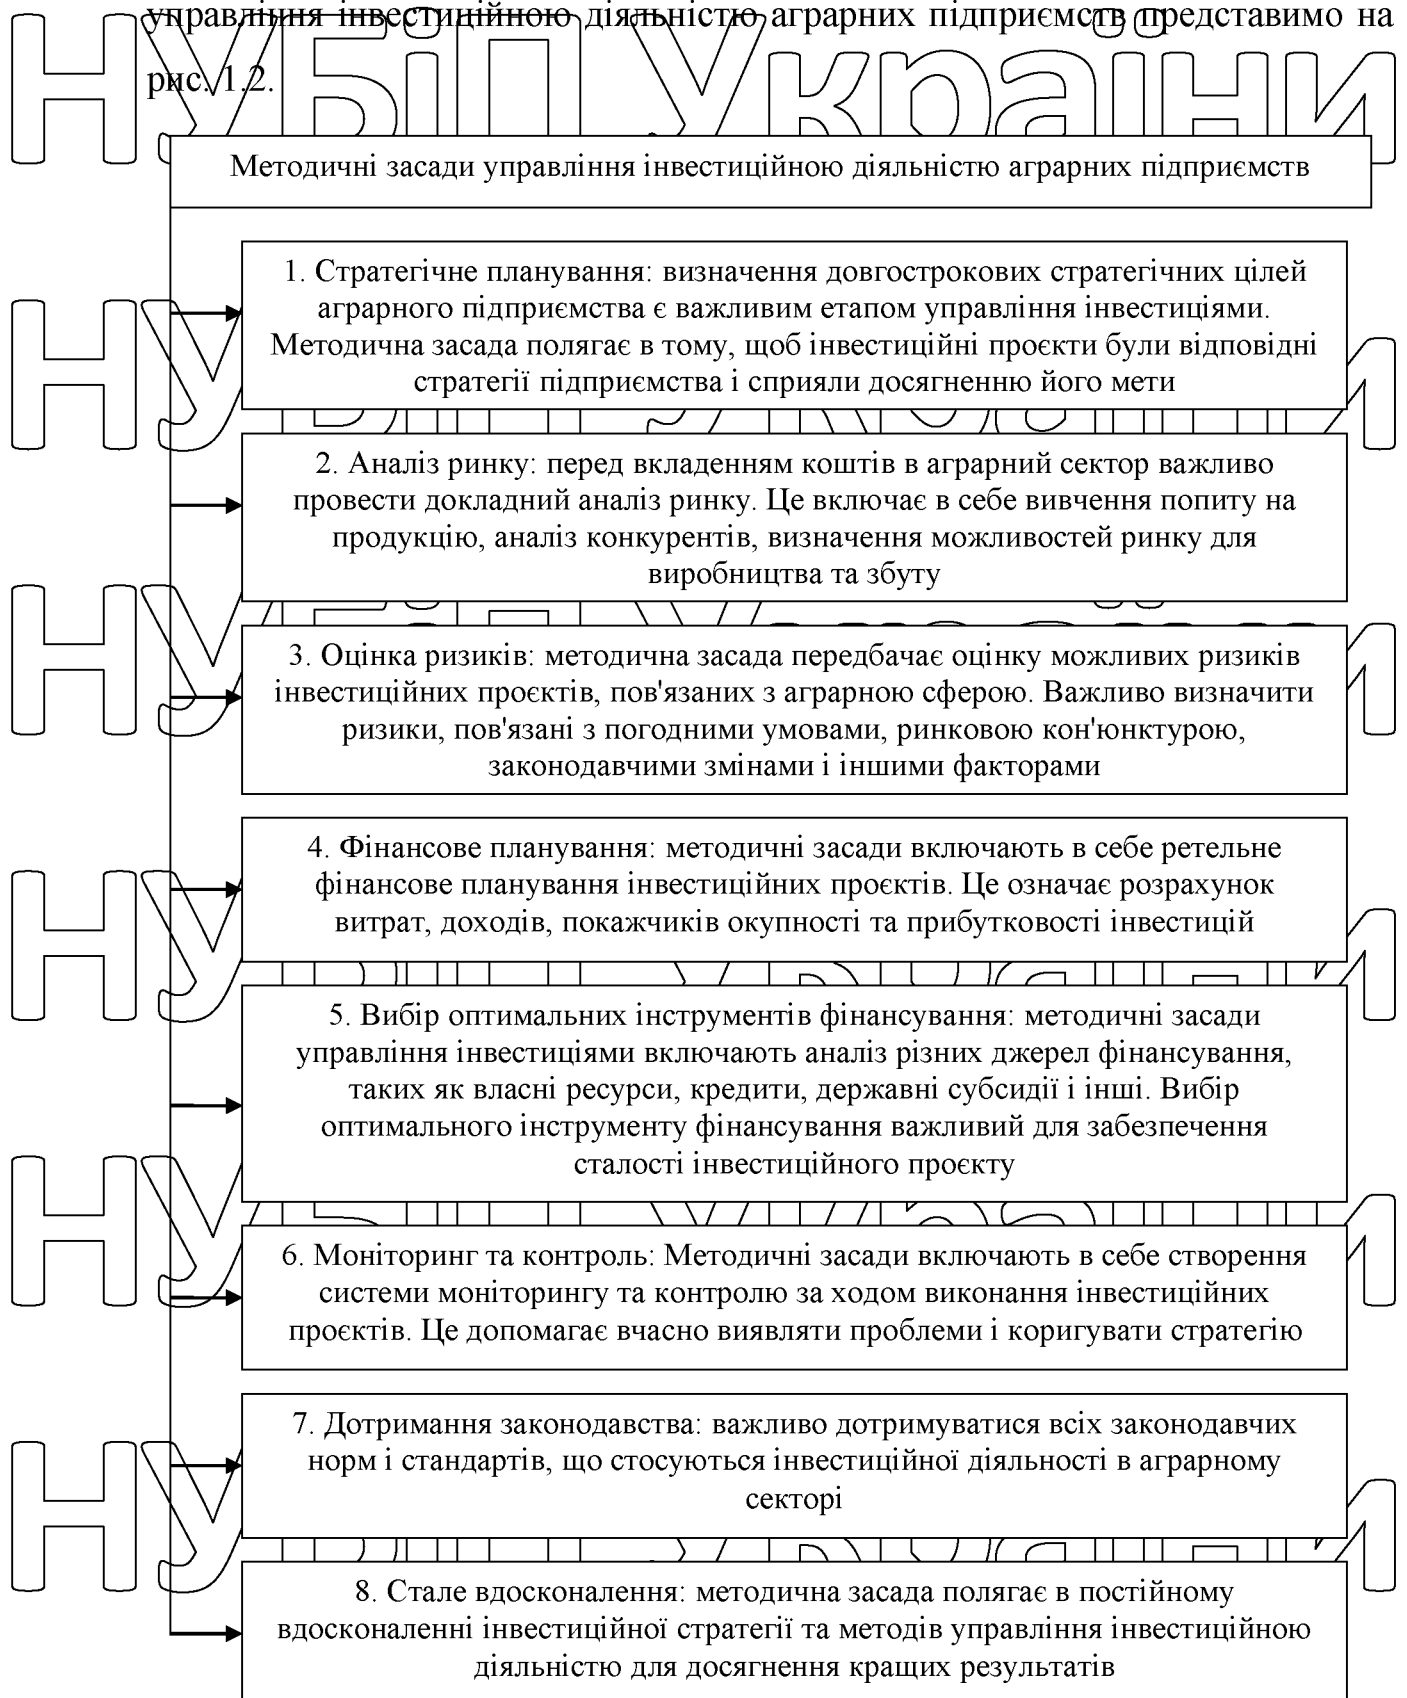 управління інвестиційною діяльністю аграрних підприємств представимо на
рис. 1.2.
НУБіП України
Методичні засади управління інвестиційною діяльністю аграрних підприємств
1. Стратегічне планування: визначення довгострокових стратегічних цілей
аграрного підприємства є важливим етапом управління інвестиціями.
Методична засада полягає в тому, щоб інвестиційні проєкти були відповідні
стратегії підприємства і сприяли досягненню його мети
2. Аналіз ринку: перед вкладенням коштів в аграрний сектор важливо
провести докладний аналіз ринку. Це включає в себе вивчення попиту на
продукцію, аналіз конкурентів, визначення можливостей ринку для
виробництва та збуту
3. Оцінка ризиків: методична засада передбачає оцінку можливих ризиків
інвестиційних проєктів, пов'язаних з аграрною сферою. Важливо визначити
ризики, пов'язані з погодними умовами, ринковою кон'юнктурою,
законодавчими змінами і іншими факторами
4. Фінансове планування: методичні засади включають в себе ретельне
фінансове планування інвестиційних проєктів. Це означає розрахунок
витрат, доходів, покажчиків окупності та прибутковості інвестицій
5. Вибір оптимальних інструментів фінансування: методичні засади
управління інвестиціями включають аналіз різних джерел фінансування,
таких як власні ресурси, кредити, державні субсидії і інші. Вибір
оптимального інструменту фінансування важливий для забезпечення
сталості інвестиційного проєкту
6. Моніторинг та контроль: Методичні засади включають в себе створення
системи моніторингу та контролю за ходом виконання інвестиційних
проєктів. Це допомагає вчасно виявляти проблеми і коригувати стратегію
7. Дотримання законодавства: важливо дотримуватися всіх законодавчих
норм і стандартів, що стосуються інвестиційної діяльності в аграрному
секторі
8. Стале вдосконалення: методична засада полягає в постійному
вдосконаленні інвестиційної стратегії та методів управління інвестиційною
діяльністю для досягнення кращих результатів